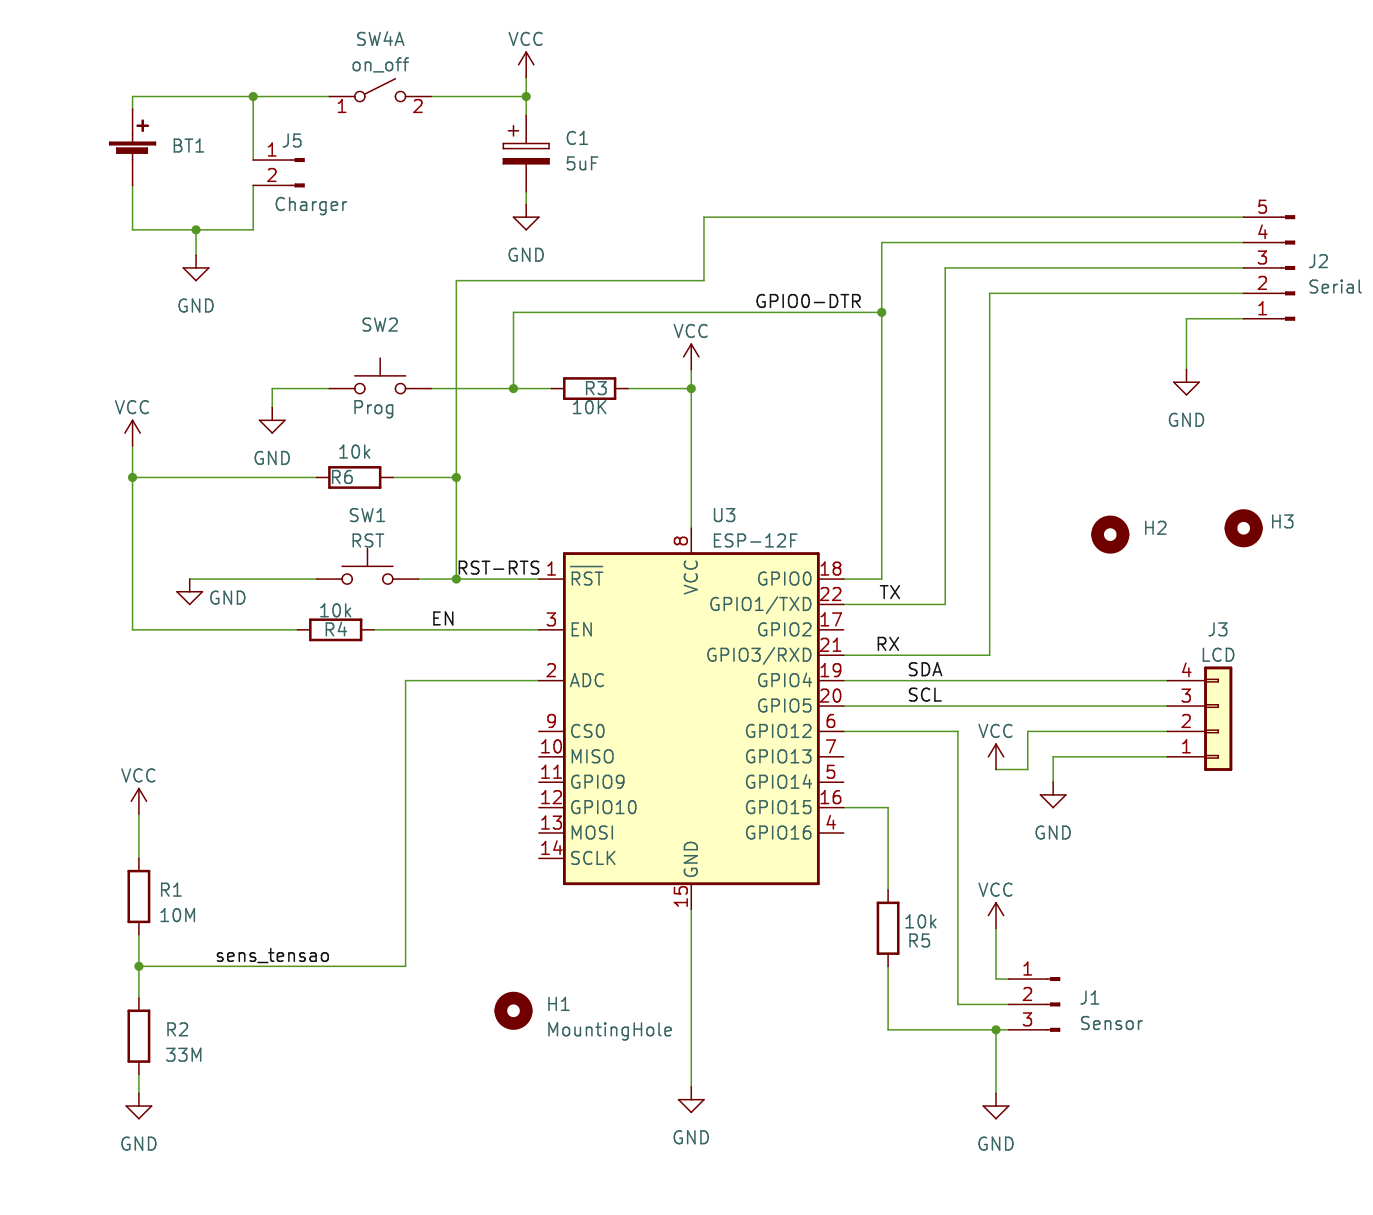 SW4A
on_off
1
2
VCC
+
BT1
J5
1
2
Charger
GND
+
C1
5uF
GND
5
4
3
2
1
J2
Serial
GND
GPIO0-DTR
SW2
Prog
GND
R3
10K
VCC
VCC
10k
R6
SW1
RST
GND
RST-RTS
10k
R4
EN
U3
ESP-12F
8
VCC
1 RST
3 EN
2 ADC
9 CS0
10 MISO
11 GPIO9
12 GPIO10
13 MOSI
14 SCLK
GPIO0 18
GPIO1/TXD 22
GPIO2 17
GPIO3/RXD 21
GPIO4 19
GPIO5 20
GPIO12 6
GPIO13 7
GPIO14 5
GPIO15 16
GPIO16 4
GND
15
TX
RX
SDA
SCL
H2
H3
J3
LCD
4
3
2
1
VCC
GND
VCC
R1
10M
sens_tensao
R2
33M
GND
H1
MountingHole
GND
10k
R5
VCC
1
2
3
J1
Sensor
GND